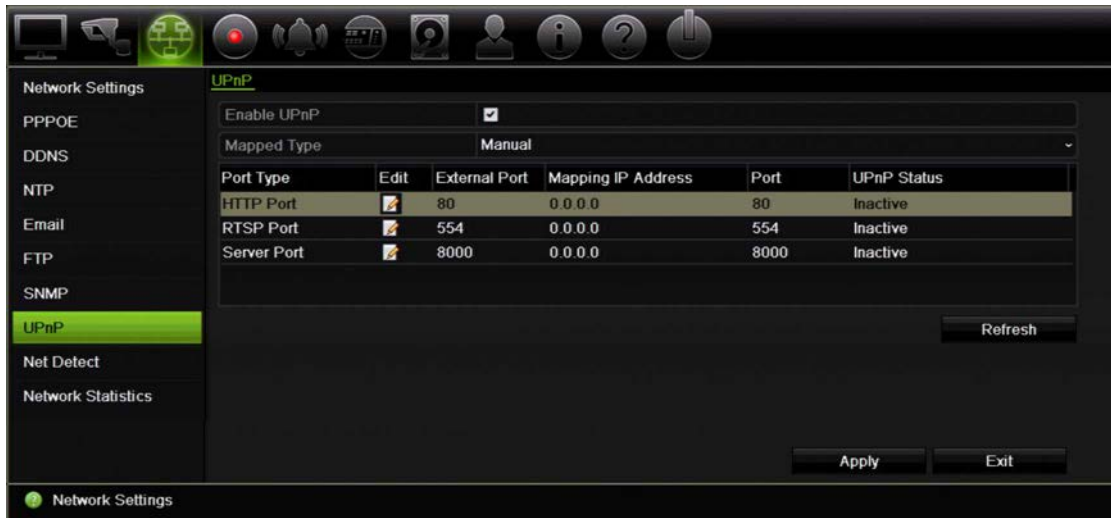 Network Settings
UPnP
PPPOE
DDNS
NTP
Email
FTP
SNMP
UPnP
Net Detect
Network Statistics
Enable UPnP
Mapped Type Manual
Port Type Edit External Port Mapping IP Address Port UPnP Status
HTTP Port 80 0.0.0.0 80 Inactive
RTSP Port 554 0.0.0.0 554 Inactive
Server Port 8000 0.0.0.0 8000 Inactive
Refresh
Apply Exit
Network Settings